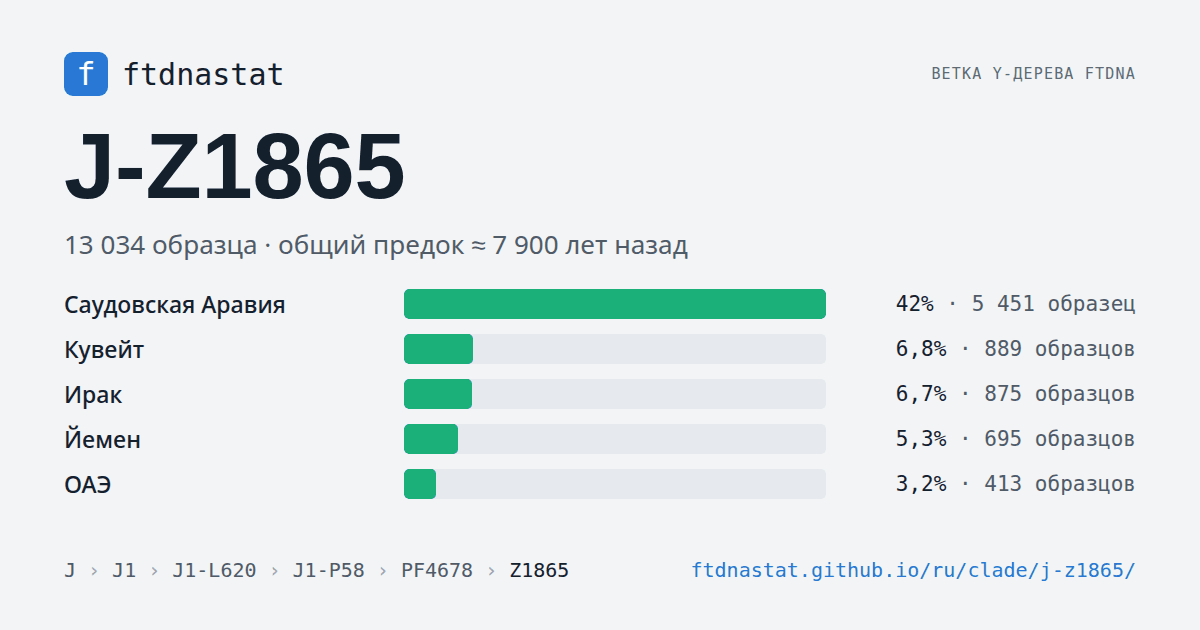 f ftdnastat
ВЕТКА Y-ДЕРЕВА FTDNA
J-Z1865
13 034 образца · общий предок ≈ 7 900 лет назад
Саудовская Аравия 42% · 5 451 образец
Кувейт 6,8% · 889 образцов
Ирак 6,7% · 875 образцов
Йемен 5,3% · 695 образцов
ОАЭ 3,2% · 413 образцов
J › J1 › J1-L620 › J1-P58 › PF4678 › Z1865
ftdnastat.github.io/ru/clade/j-z1865/